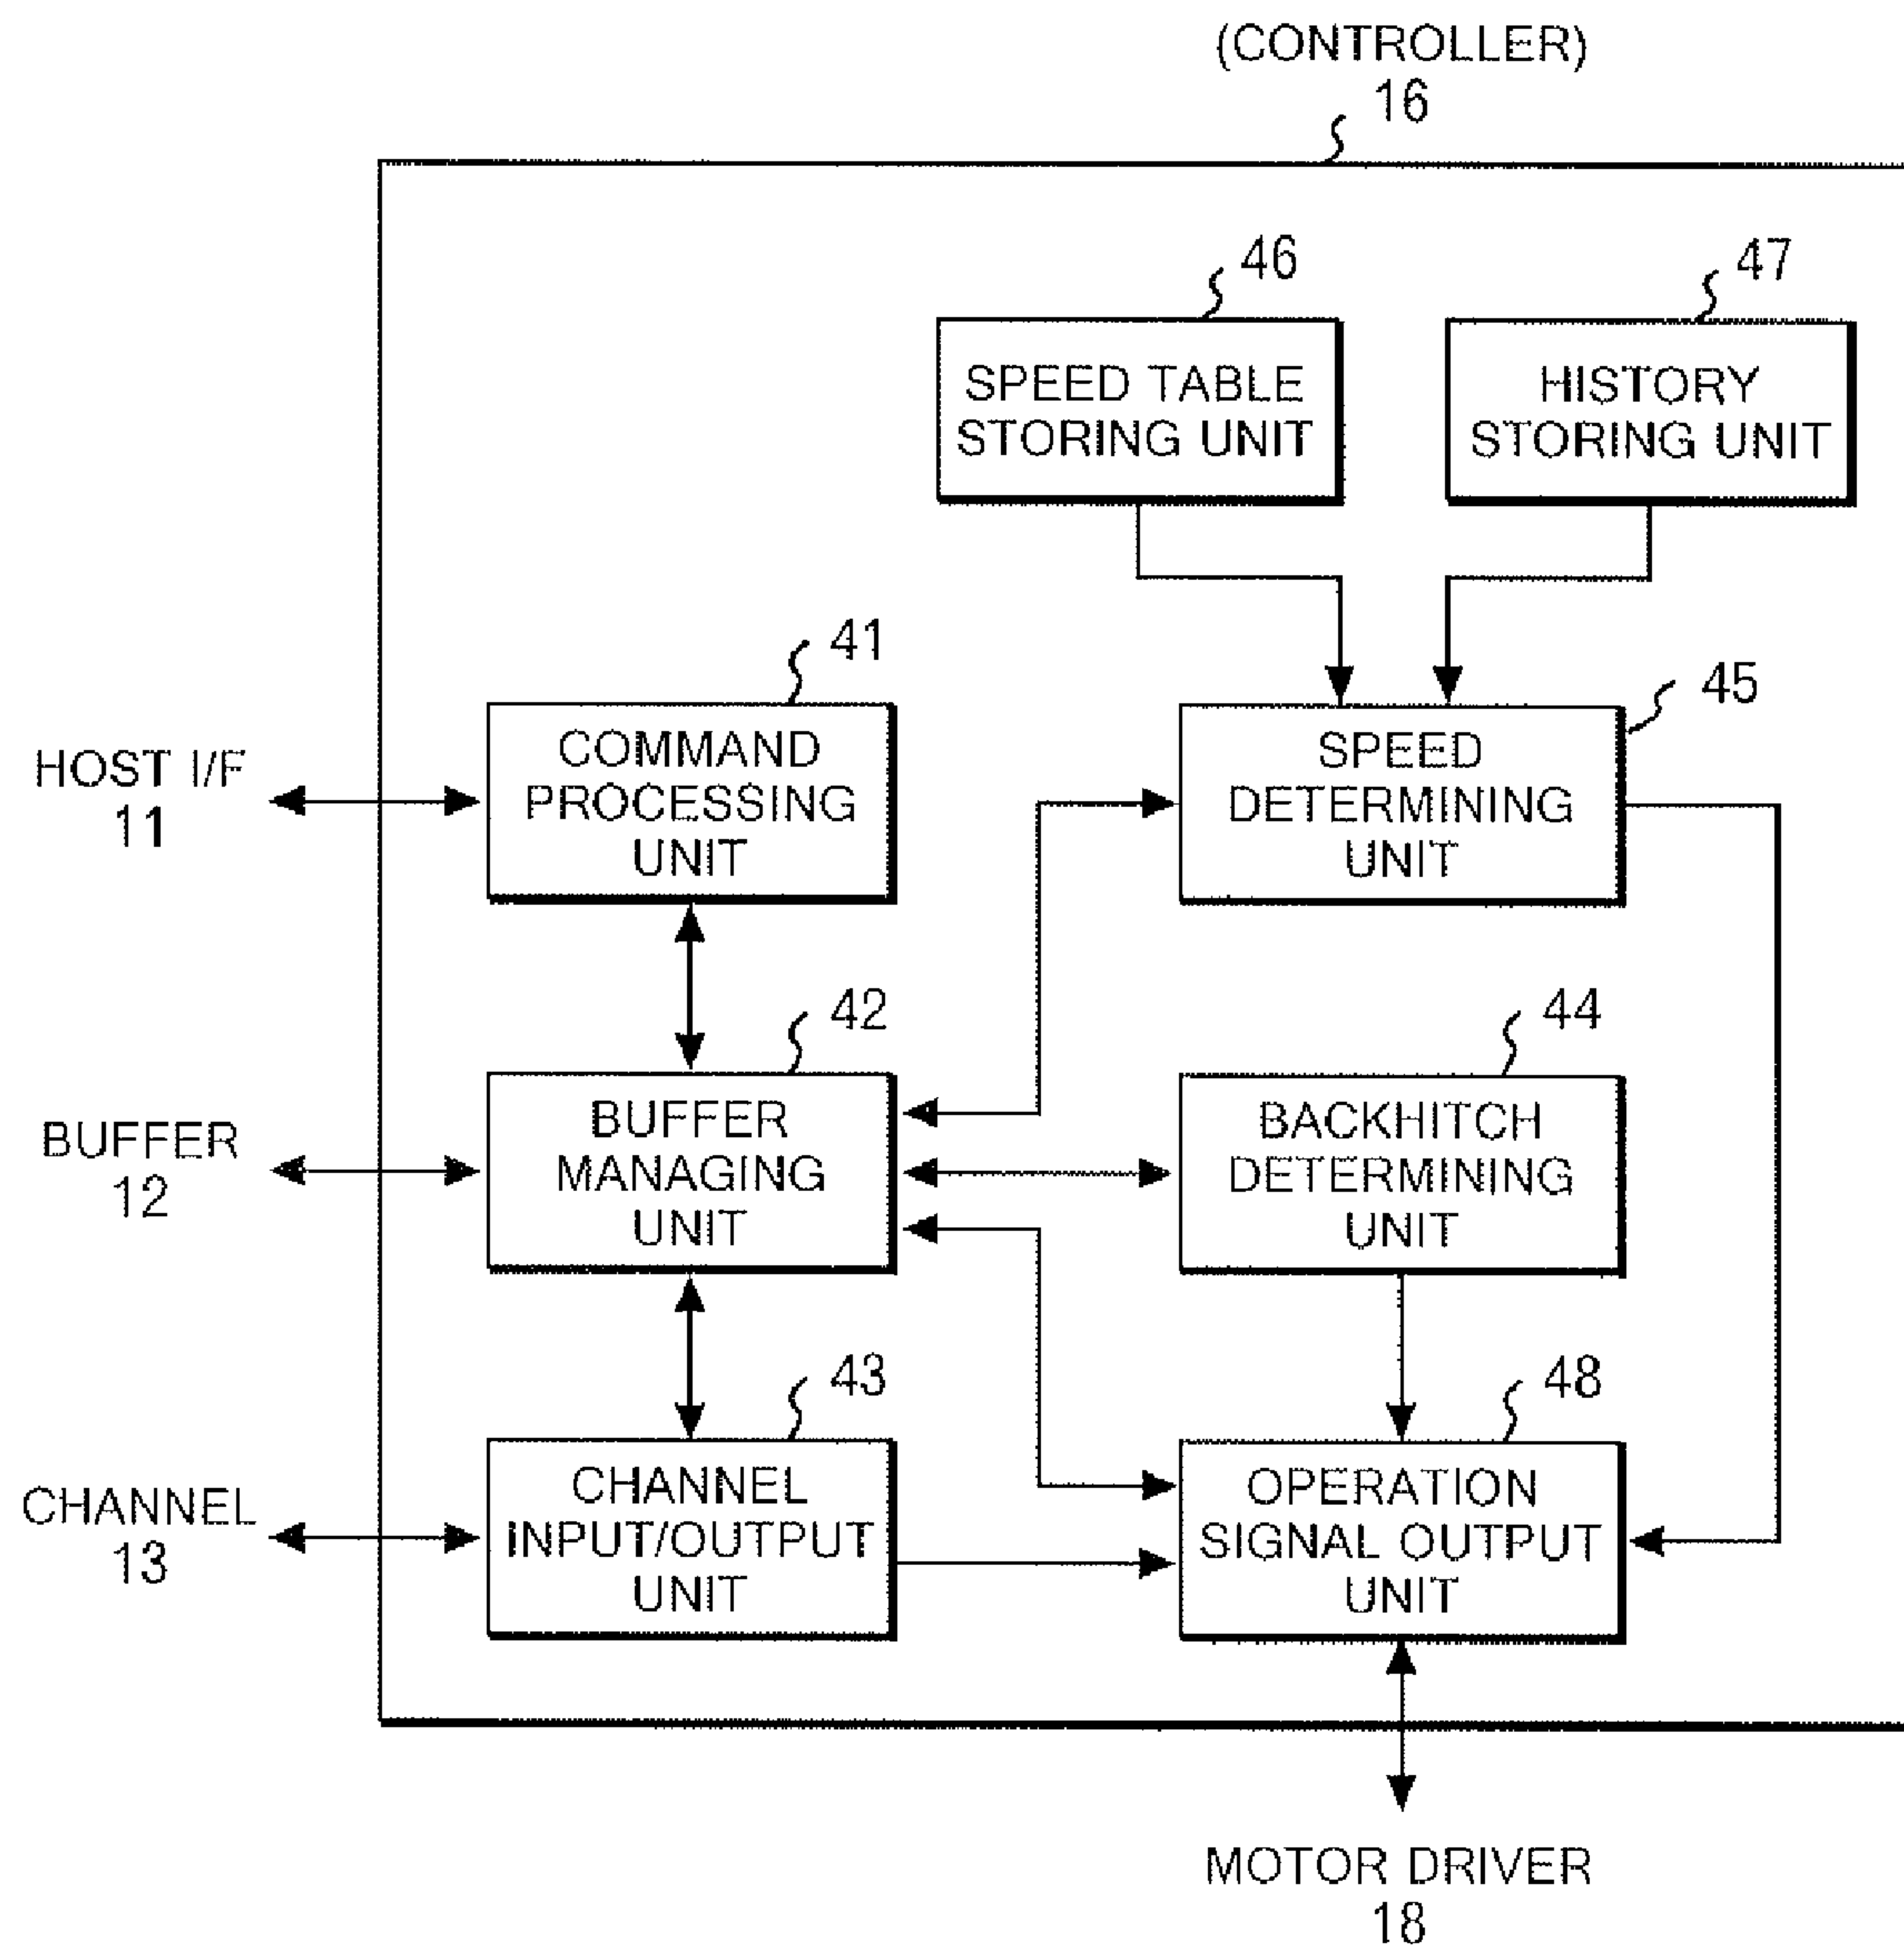 (CONTROLLER)
16
46
47
SPEED TABLE
STORING UNIT
HISTORY
STORING UNIT
41
45
HOST I/F
11
COMMAND
PROCESSING
UNIT
SPEED
DETERMINING
UNIT
42
44
BUFFER
12
BUFFER
MANAGING
UNIT
BACKHITCH
DETERMINING
UNIT
43
48
CHANNEL
13
CHANNEL
INPUT/OUTPUT
UNIT
OPERATION
SIGNAL OUTPUT
UNIT
MOTOR DRIVER
18